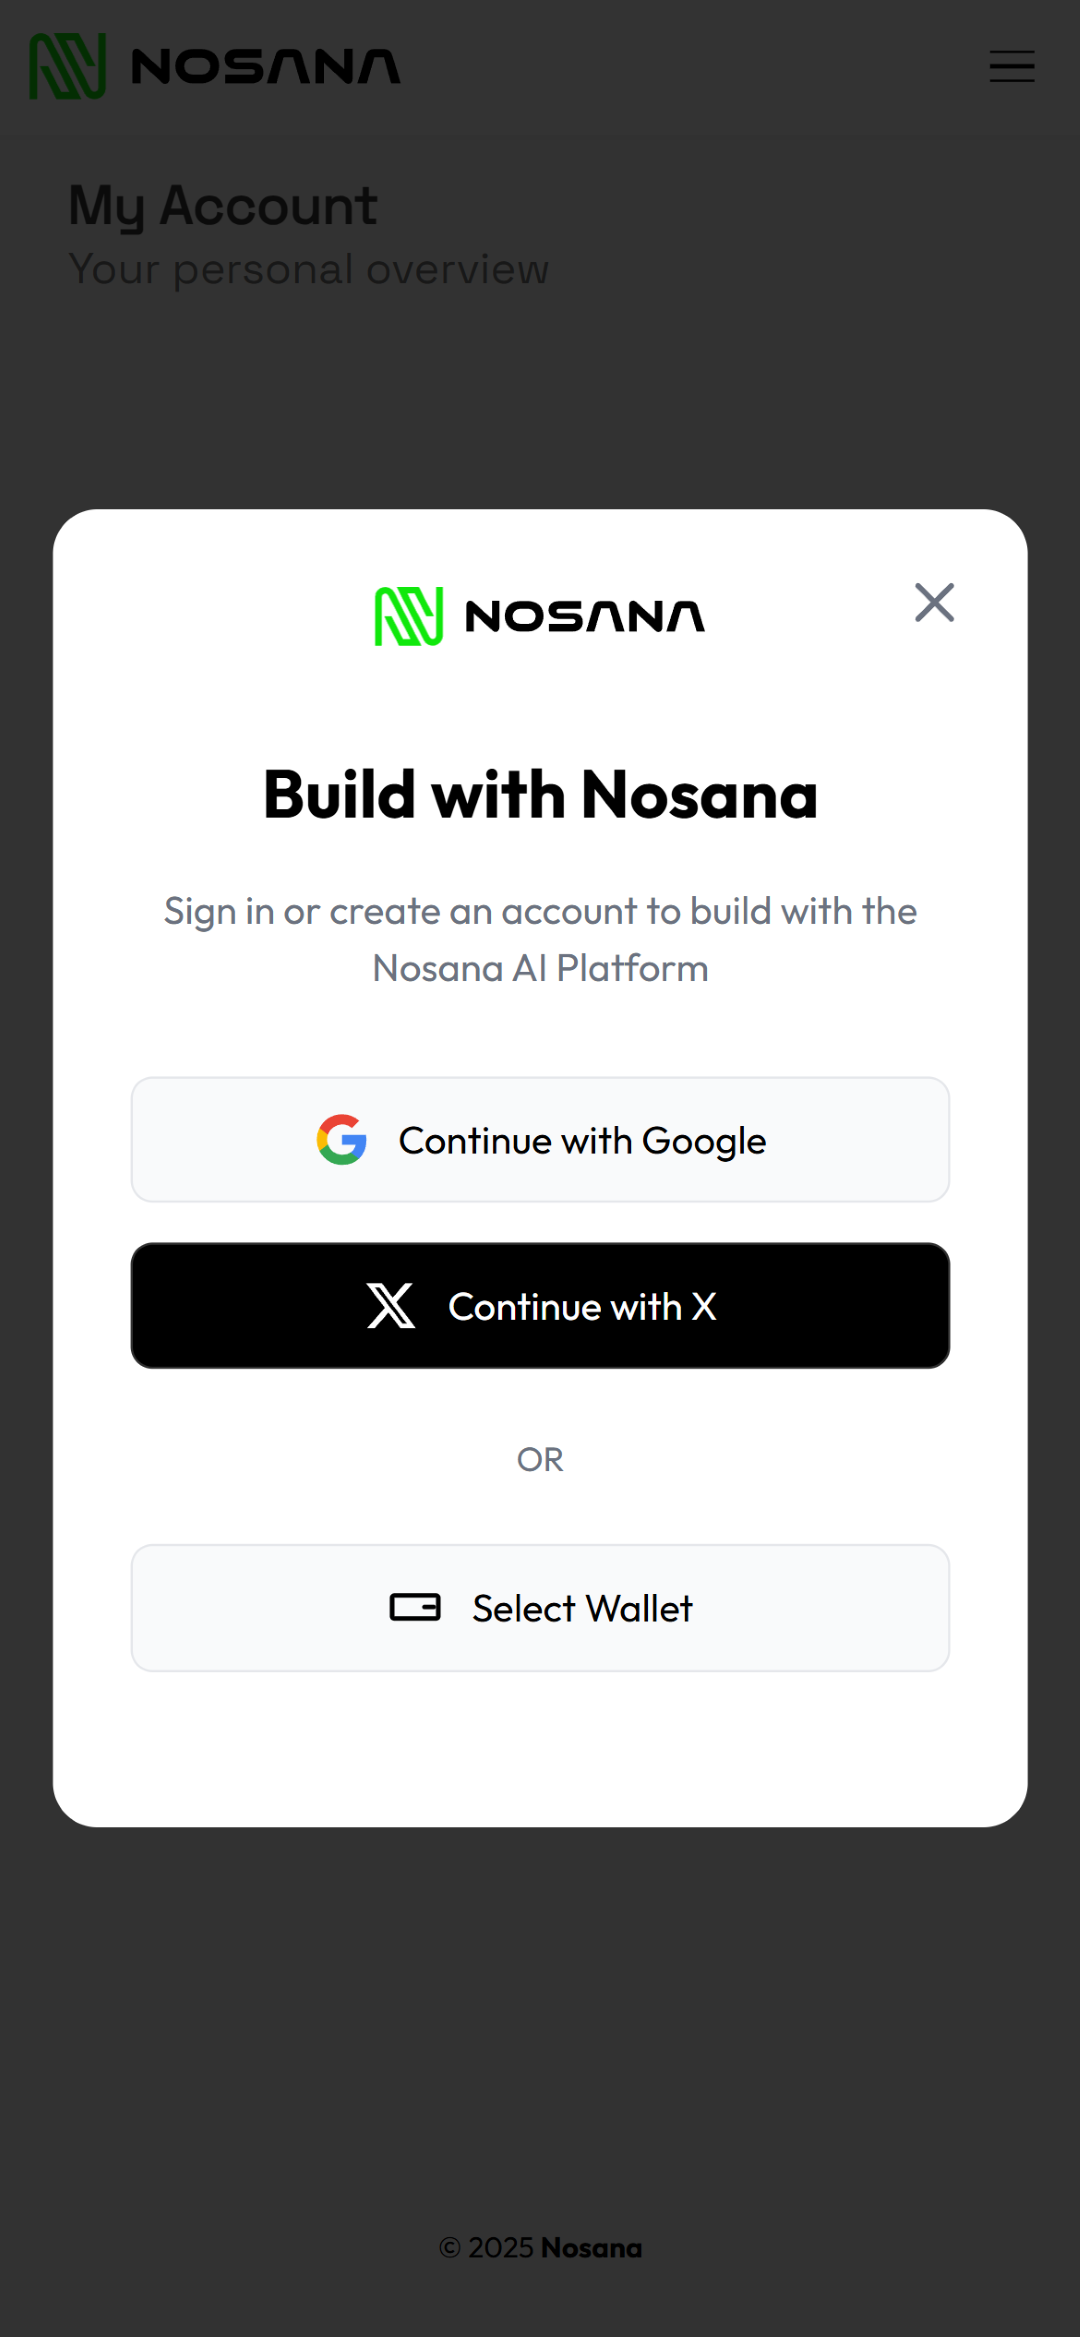 NOSANA
My Account
Your personal overview
NOSANA
Build with Nosana
Sign in or create an account to build with the
Nosana AI Platform
Continue with Google
Continue with X
OR
Select Wallet
© 2025 Nosana